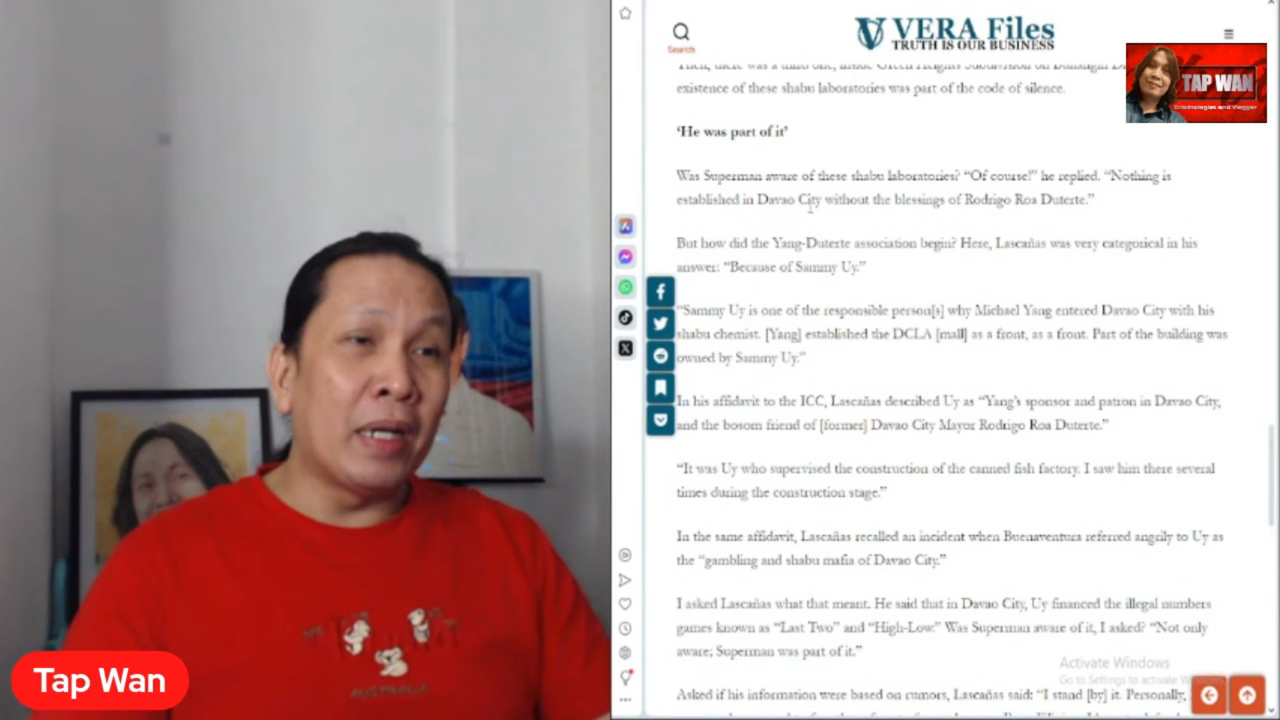 VERA Files
TRUTH IS OUR BUSINESS
Search
TAP WAN
Criminologist and Vlogger
existence of these shabu laboratories was part of the code of silence.
‘He was part of it’
Was Superman aware of these shabu laboratories? “Of course!” he replied. “Nothing is
established in Davao City without the blessings of Rodrigo Roa Duterte.”
But how did the Yang-Duterte association begin? Here, Lascañas was very categorical in his
answer: “Because of Sammy Uy.”
“Sammy Uy is one of the responsible person[s] why Michael Yang entered Davao City with his
shabu chemist. [Yang] established the DCLA [mall] as a front, as a front. Part of the building was
owned by Sammy Uy.”
In his affidavit to the ICC, Lascañas described Uy as “Yang’s sponsor and patron in Davao City,
and the bosom friend of [former] Davao City Mayor Rodrigo Roa Duterte.”
“It was Uy who supervised the construction of the canned fish factory. I saw him there several
times during the construction stage.”
In the same affidavit, Lascañas recalled an incident when Buenaventura referred angrily to Uy as
the “gambling and shabu mafia of Davao City.”
I asked Lascañas what that meant. He said that in Davao City, Uy financed the illegal numbers
games known as “Last Two” and “High-Low.” Was Superman aware of it, I asked? “Not only
aware; Superman was part of it.”
Asked if his information were based on rumors, Lascañas said: “I stand [by] it. Personally,
Activate Windows
Go to Settings to activate
AUSTRALIA
Tap Wan